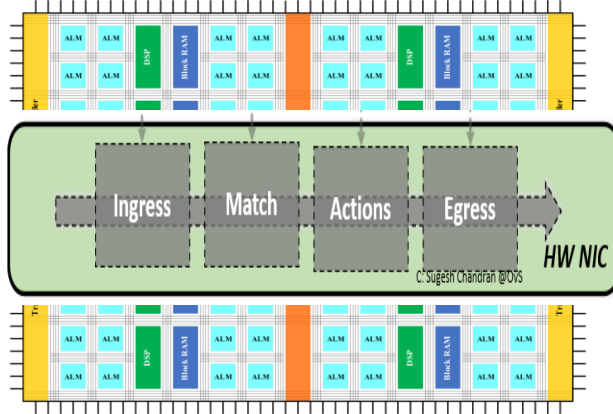 ALM ALM DSP Block RAM ALM ALM ALM ALM DSP Block RAM ALM ALM
ALM ALM ALM ALM ALM ALM ALM ALM
Ingress Match Actions Egress
HW NIC
C: Sugesh Chandran @OVS
ALM ALM DSP Block RAM ALM ALM ALM ALM DSP Block RAM ALM ALM
ALM ALM ALM ALM ALM ALM ALM ALM